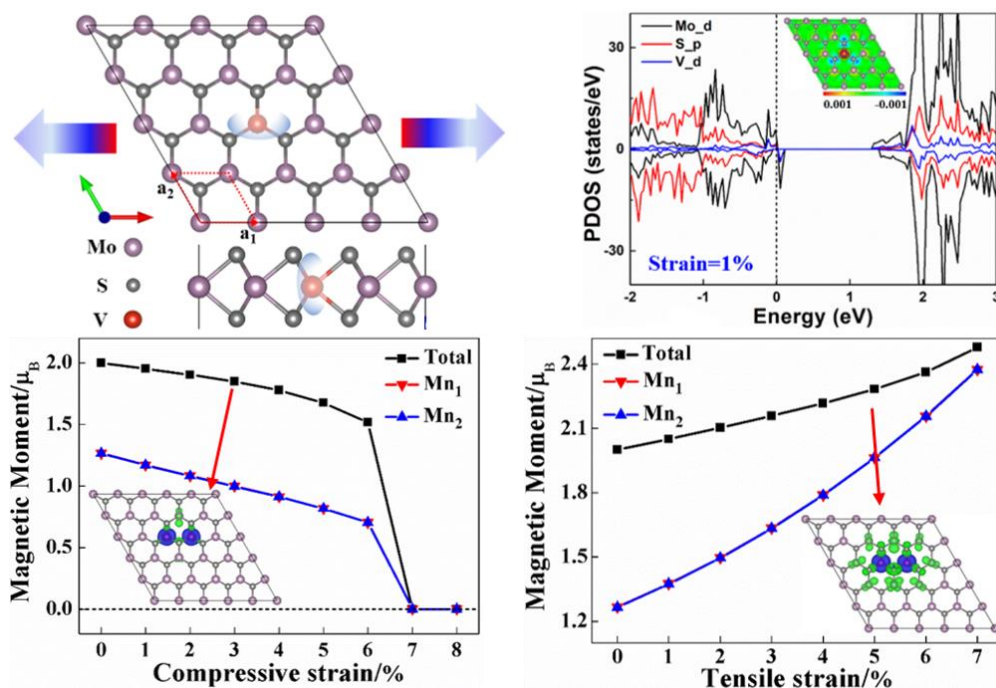 a₂
a₁
Mo
S
V
PDOS (states/eV)
30
0
-30
Mo_d
S_p
V_d
0.001 -0.001
Strain=1%
-2 -1 0 1 2 3
Energy (eV)
Magnetic Moment/μB
2.0
1.5
1.0
0.5
0.0
Total
Mn₁
Mn₂
0 1 2 3 4 5 6 7 8
Compressive strain/%
Magnetic Moment/μB
2.4
2.1
1.8
1.5
1.2
Total
Mn₁
Mn₂
0 1 2 3 4 5 6 7
Tensile strain/%